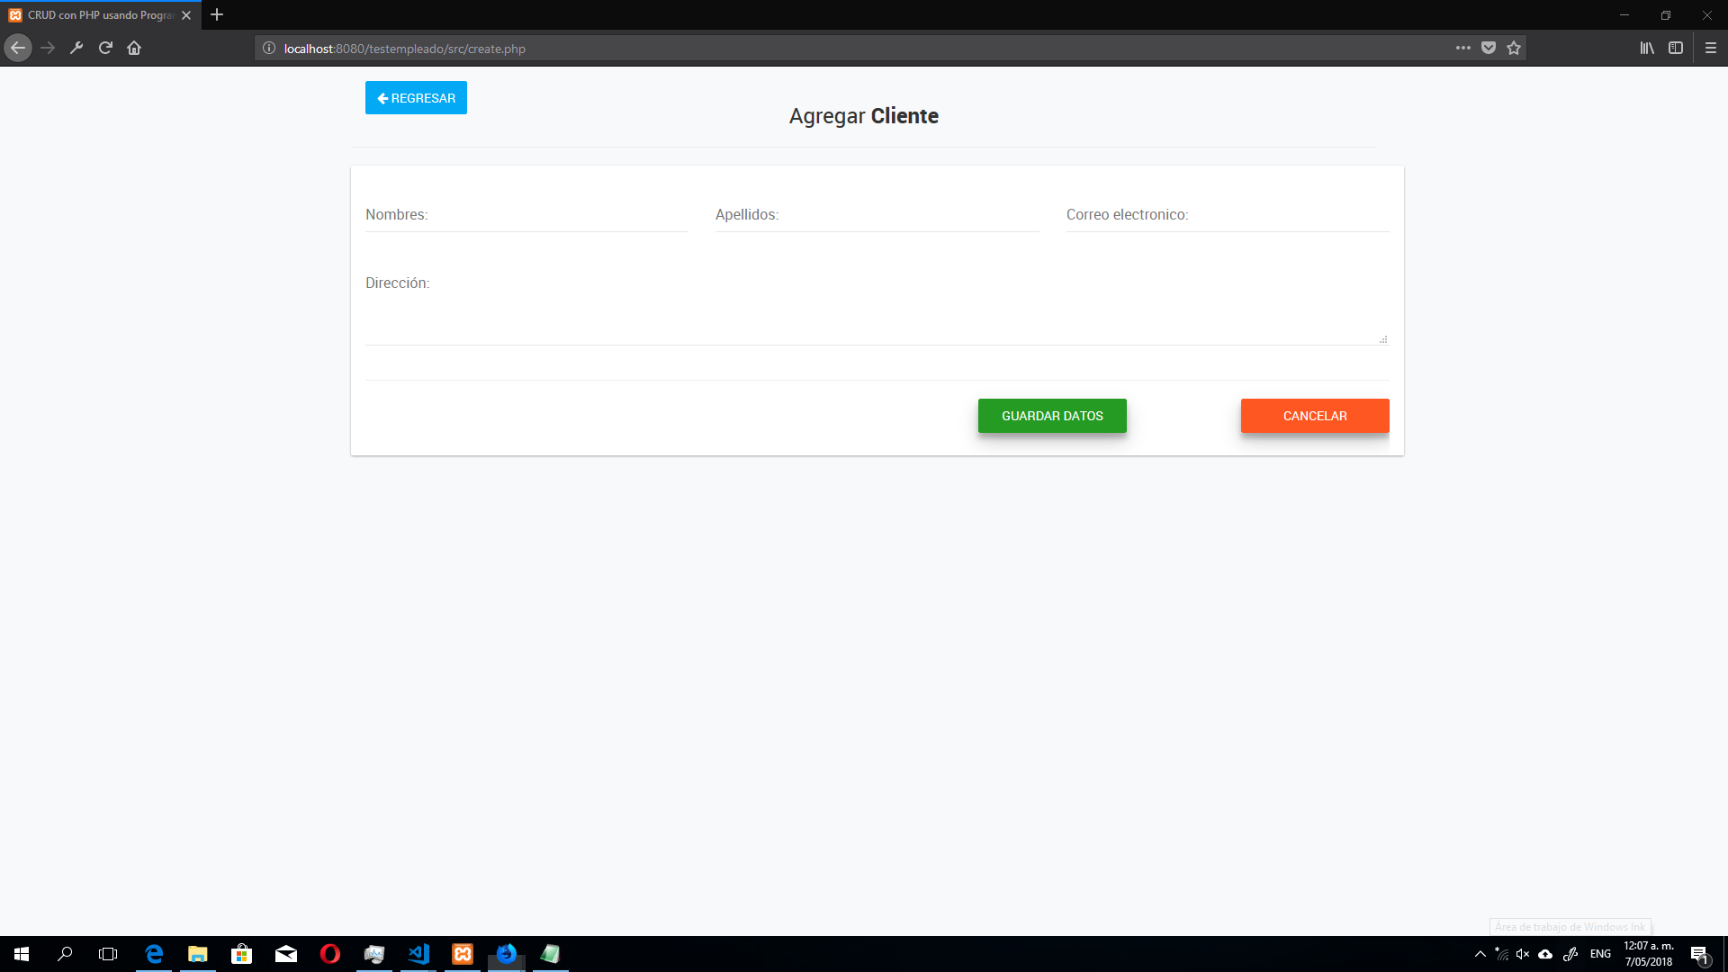 CRUD con PHP usando Progra
localhost:8080/testempleado/src/create.php
REGRESAR
Agregar Cliente
Nombres:
Apellidos:
Correo electronico:
Dirección:
GUARDAR DATOS
CANCELAR
Área de trabajo de Windows Ink
ENG
12:07 a. m.
7/05/2018
1